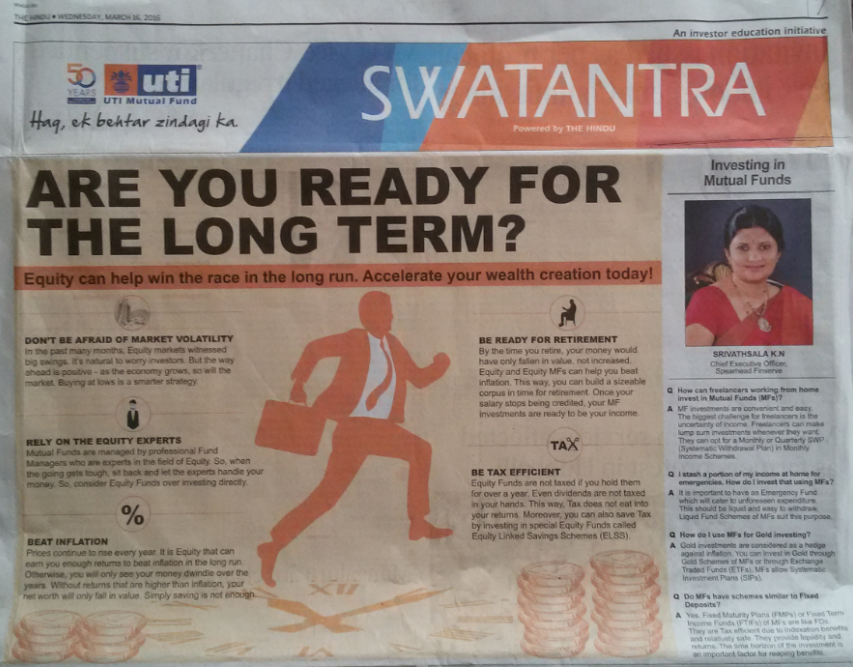 THE HINDU • WEDNESDAY, MARCH 16, 2016
An investor education initiative
50
YEARS
uti
UTI Mutual Fund
Haq, ek behtar zindagi ka.
SWATANTRA
Powered by THE HINDU
ARE YOU READY FOR
THE LONG TERM?
Equity can help win the race in the long run. Accelerate your wealth creation today!
DON'T BE AFRAID OF MARKET VOLATILITY
In the past many months, Equity markets witnessed
big swings. It's natural to worry investors. But the way
ahead is positive - as the economy grows, so will the
market. Buying at lows is a smarter strategy.
RELY ON THE EQUITY EXPERTS
Mutual Funds are managed by professional Fund
Managers who are experts in the field of Equity. So, when
the going gets tough, sit back and let the experts handle your
money. So, consider Equity Funds over investing directly.
%
BEAT INFLATION
Prices continue to rise every year. It is Equity that can
earn you enough returns to beat inflation in the long run.
Otherwise, you will only see your money dwindle over the
years. Without returns that are higher than inflation, your
net worth will only fall in value. Simply saving is not enough.
BE READY FOR RETIREMENT
By the time you retire, your money would
have only fallen in value, not increased.
Equity and Equity MFs can help you beat
inflation. This way, you can build a sizeable
corpus in time for retirement. Once your
salary stops being credited, your MF
investments are ready to be your income.
TAX
BE TAX EFFICIENT
Equity Funds are not taxed if you hold them
for over a year. Even dividends are not taxed
in your hands. This way, Tax does not eat into
your returns. Moreover, you can also save Tax
by investing in special Equity Funds called
Equity Linked Savings Schemes (ELSS).
XII
Investing in
Mutual Funds
SRIVATHSALA K.N
Chief Executive Officer,
Spearhead Finserve
Q How can freelancers working from home
invest in Mutual Funds (MFs)?
A MF investments are convenient and easy.
The biggest challenge for freelancers is the
uncertainty of income. Freelancers can make
lump sum investments whenever they want.
They can opt for a Monthly or Quarterly SWP
(Systematic Withdrawal Plan) in Monthly
Income Schemes.
Q I stash a portion of my income at home for
emergencies. How do I invest that using MFs?
A It is important to have an Emergency Fund
which will cater to unforeseen expenditure.
This should be liquid and easy to withdraw.
Liquid Fund Schemes of MFs suit this purpose.
Q How do I use MFs for Gold investing?
A Gold investments are considered as a hedge
against inflation. You can invest in Gold through
Gold Schemes of MFs or through Exchange
Traded Funds (ETFs). MFs allow Systematic
Investment Plans (SIPs).
Q Do MFs have schemes similar to Fixed
Deposits?
A Yes. Fixed Maturity Plans (FMPs) or Fixed Term
Income Funds (FTIFs) of MFs are like FDs.
They are Tax efficient due to indexation benefits
and relatively safe. They provide liquidity and
returns. The time horizon of the investment is
an important factor for reaping benefits.